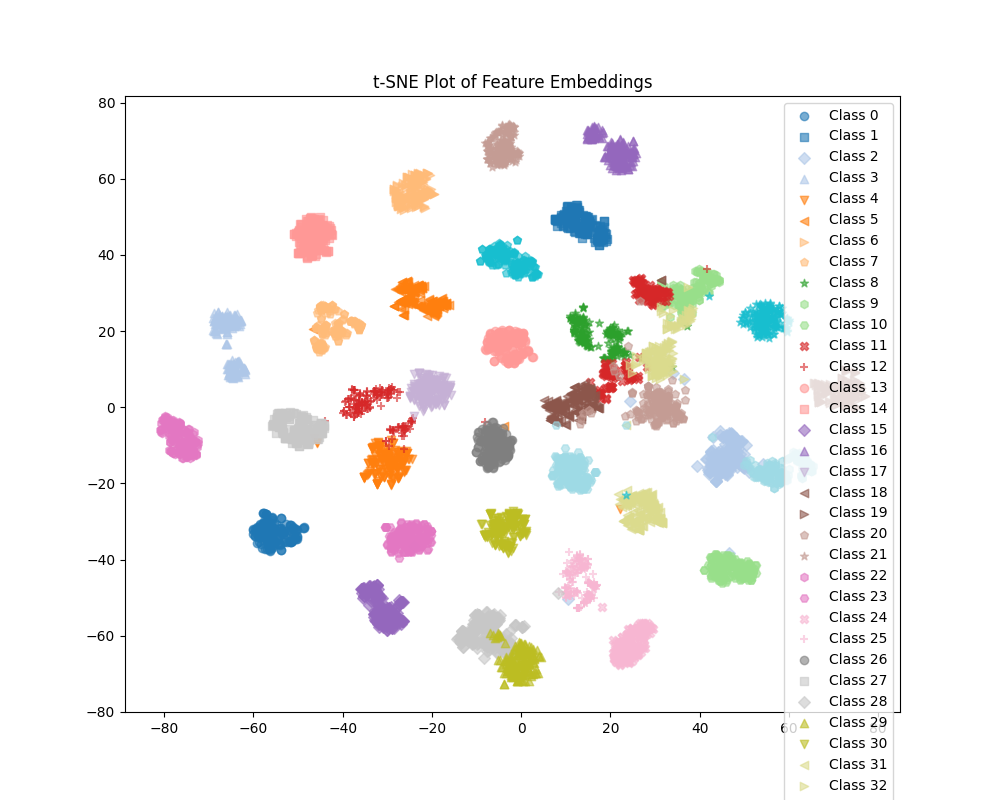 t-SNE Plot of Feature Embeddings
80
60
40
20
0
−20
−40
−60
−80
−80 −60 −40 −20 0 20 40 60 80
Class 0
Class 1
Class 2
Class 3
Class 4
Class 5
Class 6
Class 7
Class 8
Class 9
Class 10
Class 11
Class 12
Class 13
Class 14
Class 15
Class 16
Class 17
Class 18
Class 19
Class 20
Class 21
Class 22
Class 23
Class 24
Class 25
Class 26
Class 27
Class 28
Class 29
Class 30
Class 31
Class 32